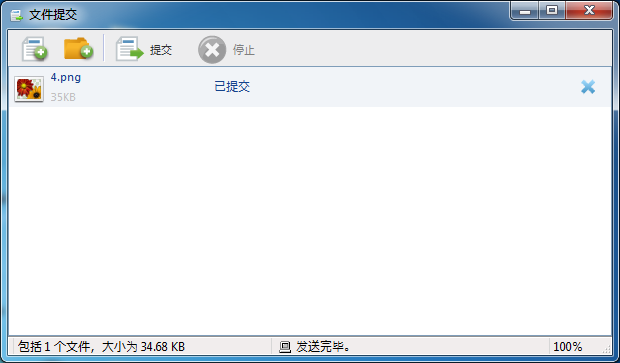 文件提交
提交
停止
4.png
35KB
已提交
包括 1 个文件，大小为 34.68 KB
发送完毕。
100%